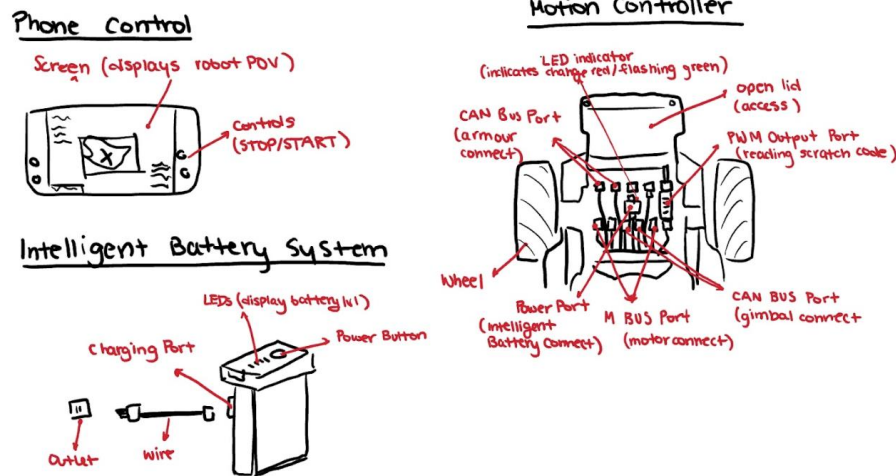 Phone Control
Screen (displays robot POV)
controls
(STOP/START)
X
Intelligent Battery System
LEDs (display battery lvl)
Power Button
Charging Port
outlet
wire
Motion Controller
LED indicator
(indicates change red/flashing green)
open lid
(access)
CAN Bus Port
(armour
connect)
PWM Output Port
(reading scratch code)
Wheel
Power Port
(intelligent
Battery connect)
M BUS Port
(motor connect)
CAN BUS Port
(gimbal connect